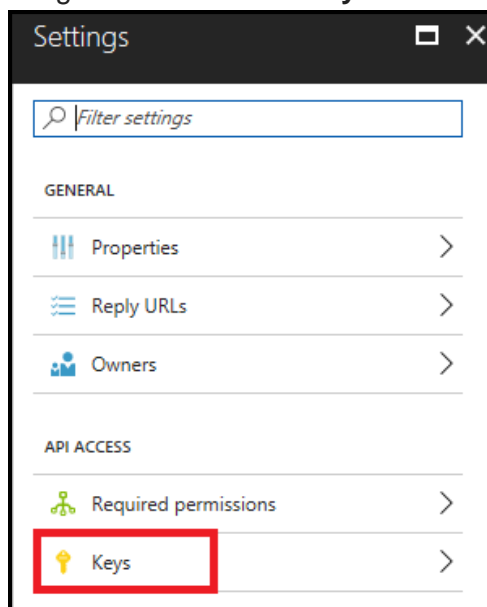 Settings
Filter settings
GENERAL
Properties
Reply URLs
Owners
API ACCESS
Required permissions
Keys